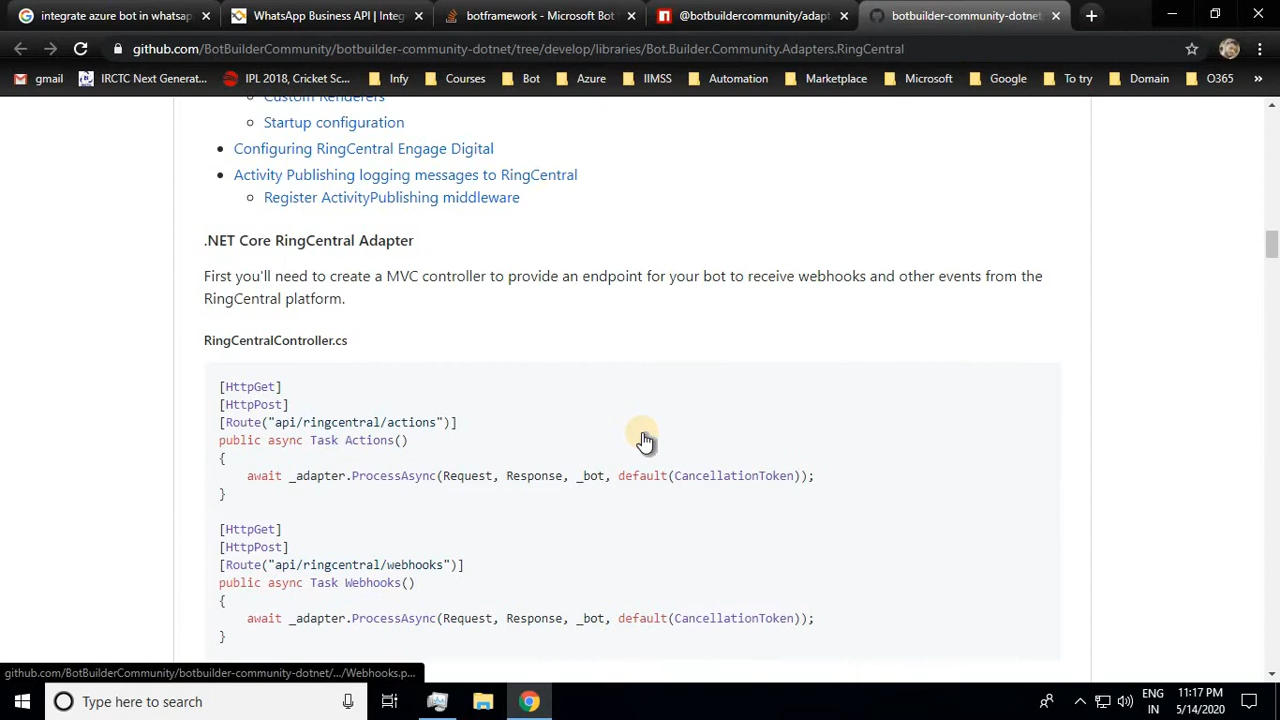 integrate azure bot in whatsap
WhatsApp Business API | Integ
botframework - Microsoft Bot
@botbuildercommunity/adapt
botbuilder-community-dotnet
github.com/BotBuilderCommunity/botbuilder-community-dotnet/tree/develop/libraries/Bot.Builder.Community.Adapters.RingCentral
gmail IRCTC Next Generat... IPL 2018, Cricket Sc... Infy Courses Bot Azure IIMSS Automation Marketplace Microsoft Google To try Domain O365 »
Custom Renderers
Startup configuration
Configuring RingCentral Engage Digital
Activity Publishing logging messages to RingCentral
Register ActivityPublishing middleware
.NET Core RingCentral Adapter
First you'll need to create a MVC controller to provide an endpoint for your bot to receive webhooks and other events from the
RingCentral platform.
RingCentralController.cs
[HttpGet]
[HttpPost]
[Route("api/ringcentral/actions")]
public async Task Actions()
{
await _adapter.ProcessAsync(Request, Response, _bot, default(CancellationToken));
}
[HttpGet]
[HttpPost]
[Route("api/ringcentral/webhooks")]
public async Task Webhooks()
{
await _adapter.ProcessAsync(Request, Response, _bot, default(CancellationToken));
}
github.com/BotBuilderCommunity/botbuilder-community-dotnet/.../Webhooks.p...
Type here to search
ENG
IN
11:17 PM
5/14/2020